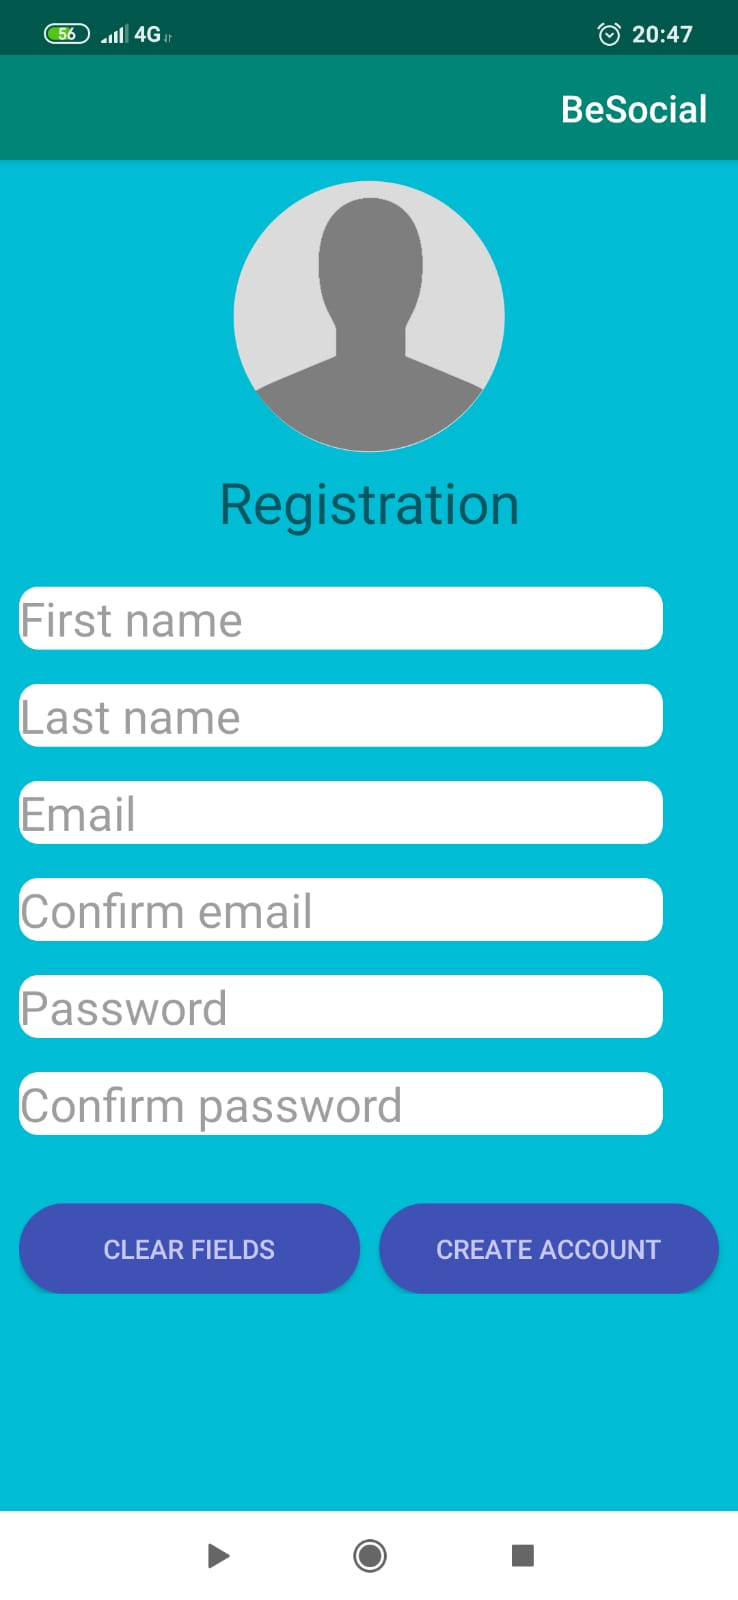 56 4G 20:47
BeSocial
Registration
First name
Last name
Email
Confirm email
Password
Confirm password
CLEAR FIELDS CREATE ACCOUNT